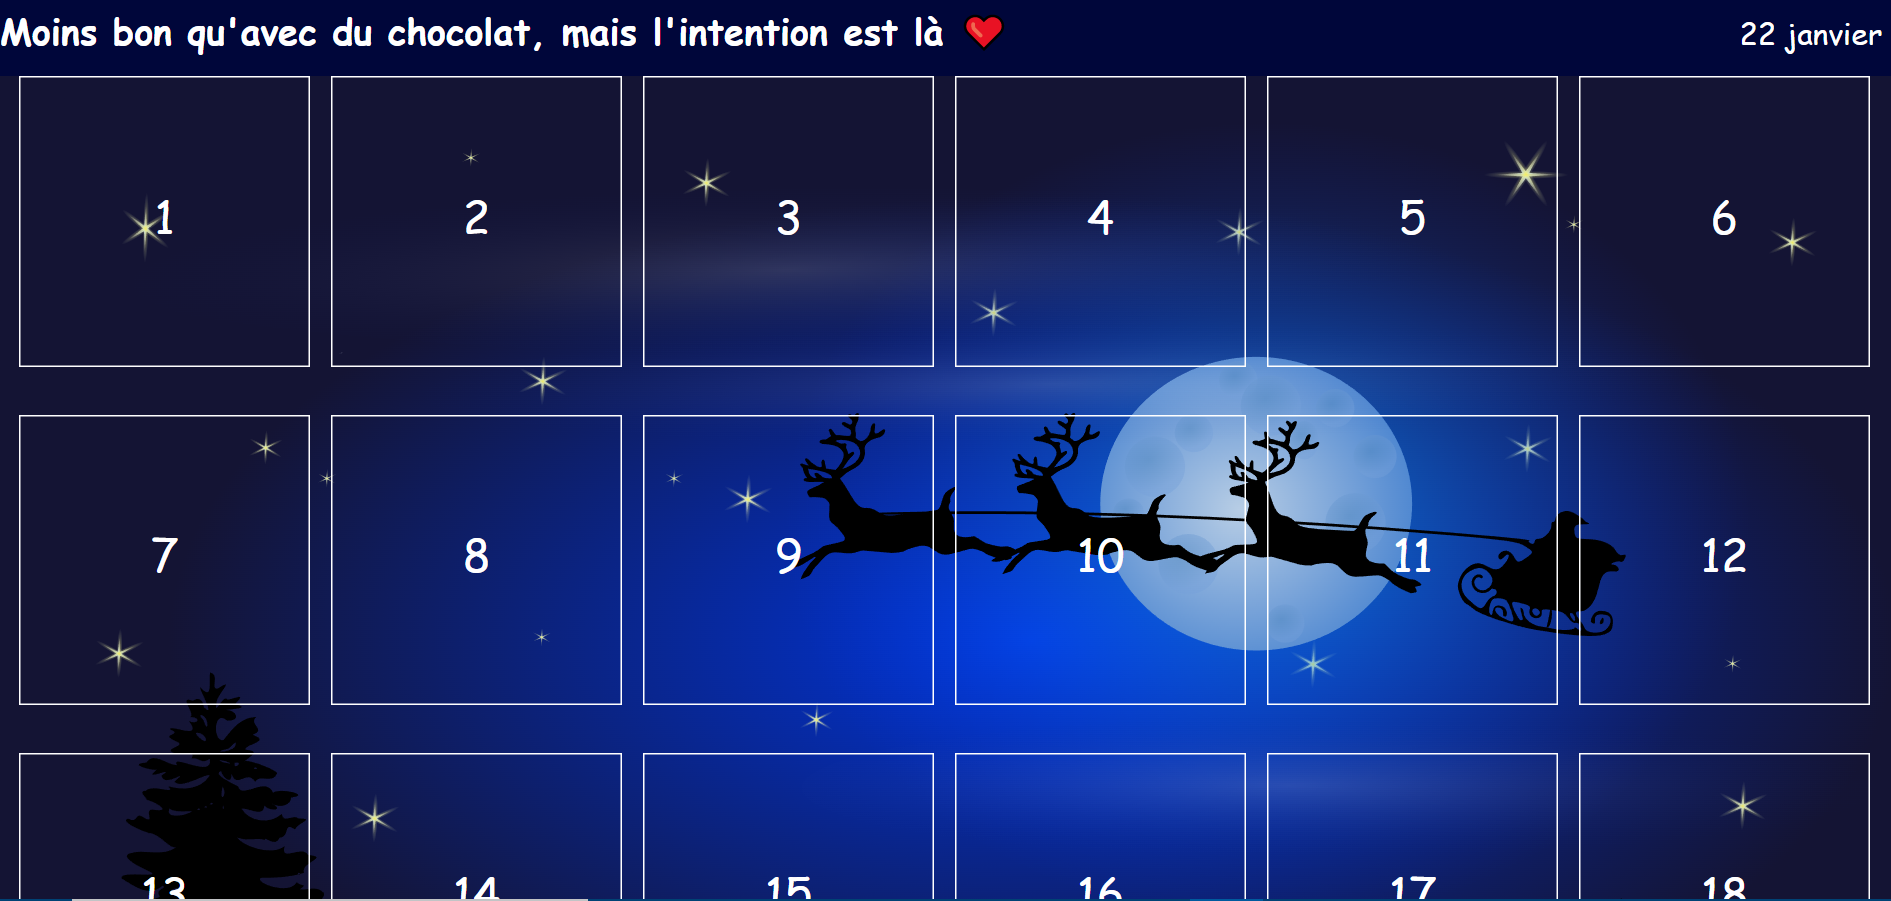 Moins bon qu'avec du chocolat, mais l'intention est là ❤️
22 janvier
1 2 3 4 5 6
7 8 9 10 11 12
13 14 15 16 17 18